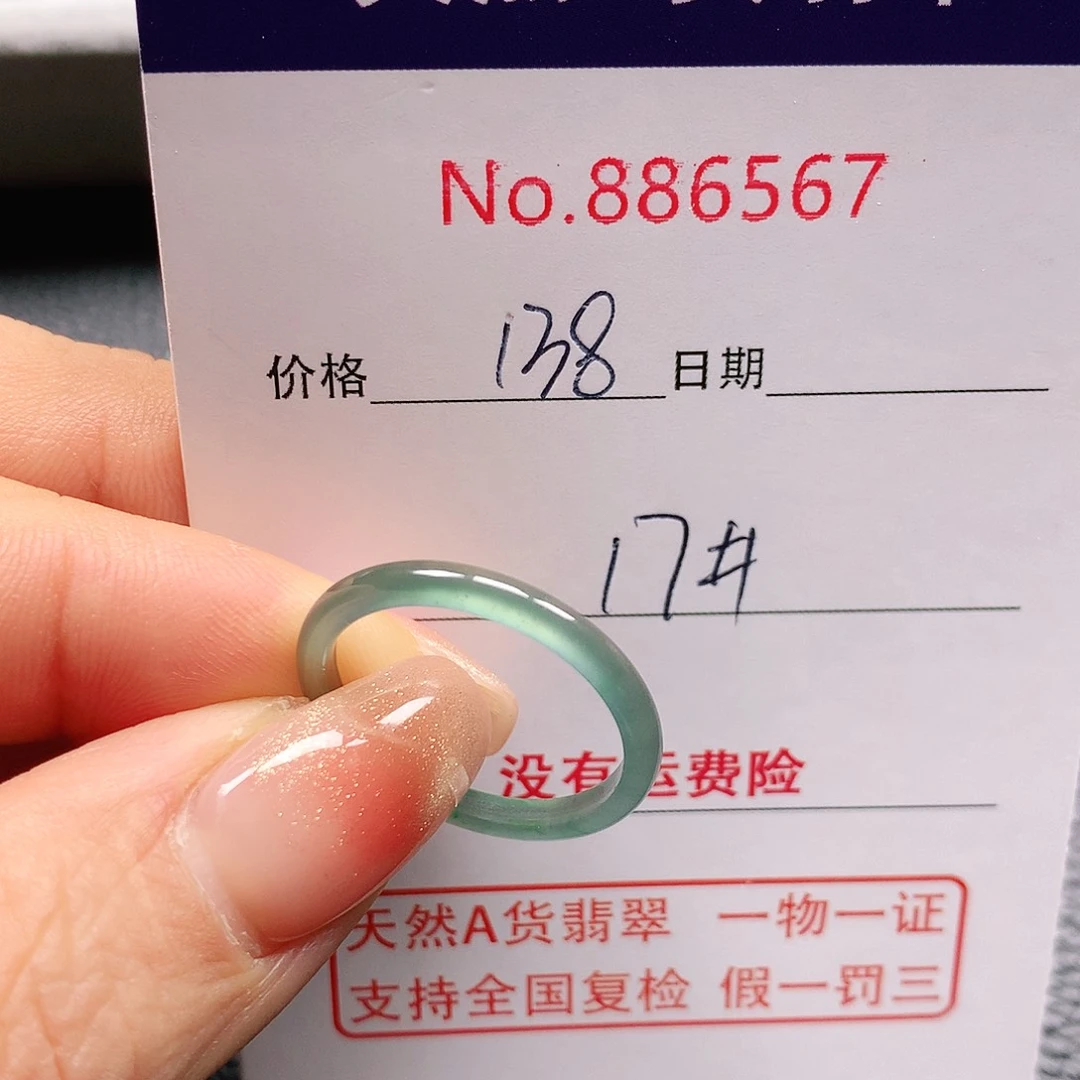 No.886567
价格 138 日期
17#
没有运费险
天然A货翡翠 一物一证
支持全国复检 假一罚三